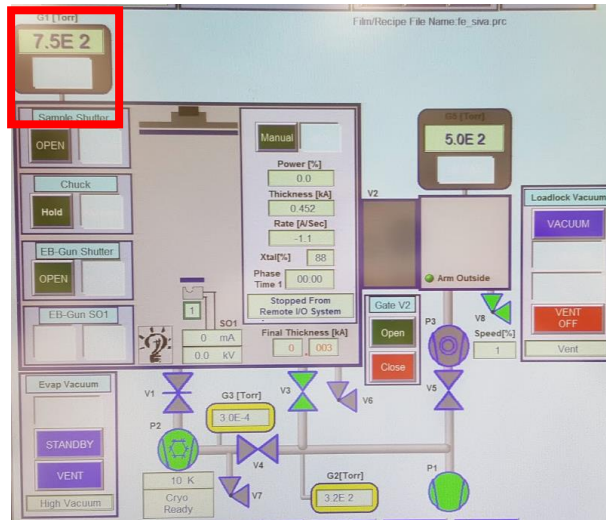 Film/Recipe File Name:fe_siva.prc
G1 [Torr]
7.5E 2
Sample Shutter
OPEN
Chuck
Hold
EB-Gun Shutter
OPEN
EB-Gun SO1
Manual
Power [%]
0.0
Thickness [kA]
0.452
Rate [A/Sec]
-1.1
Xtal[%] 88
Phase
Time 1 00:00
Stopped From
Remote I/O System
Final Thickness [kA]
0 . 003
1
SO1
0 mA
0.0 kV
V2
G5 [Torr]
5.0E 2
Arm Outside
Gate V2
Open
Close
Loadlock Vacuum
VACUUM
VENT
OFF
Vent
V8
Speed[%]
1
P3
V5
P1
Evap Vacuum
STANDBY
VENT
High Vacuum
V1
P2
10 K
Cryo
Ready
G3 [Torr]
3.0E-4
V4
V7
V3
V6
G2[Torr]
3.2E 2